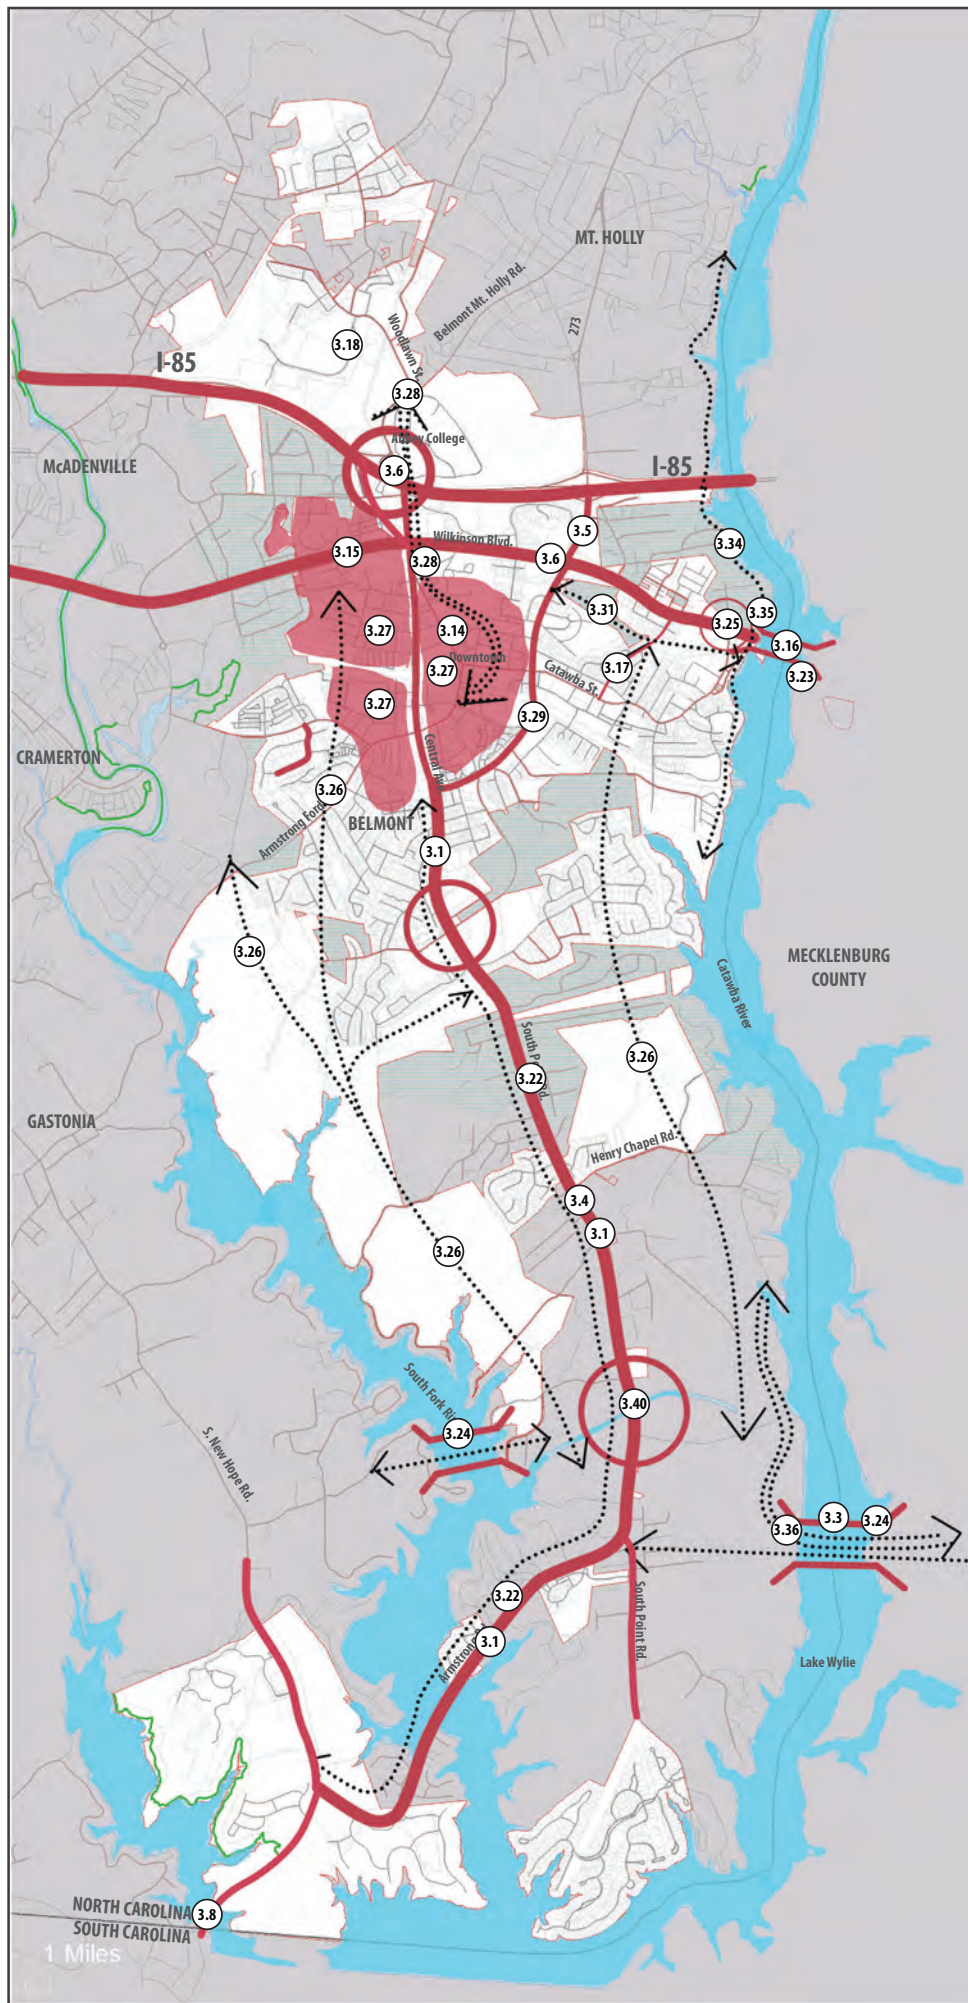 MT. HOLLY
Belmont Mt. Holly Rd.
273
Woodlawn St.
3.18
I-85
3.28
Abbey College
McADENVILLE
3.6
I-85
3.5
Wilkinson Blvd.
3.15
3.28
3.6
3.34
3.31
3.35
3.25
3.27
3.14
3.16
Downtown
3.27
3.17
3.23
Catawba St.
3.27
3.29
CRAMERTON
Central Ave.
3.26
Armstrong Ford
BELMONT
3.1
3.26
MECKLENBURG
COUNTY
Catawba River
South Po Rd.
3.26
3.22
GASTONIA
Henry Chapel Rd.
3.4
3.1
3.26
South Fork Ri
3.40
3.24
S. New Hope Rd.
3.3
3.24
3.36
3.22
South Point Rd.
3.1
Armstrong
Lake Wylie
NORTH CAROLINA
3.8
SOUTH CAROLINA
1 Miles